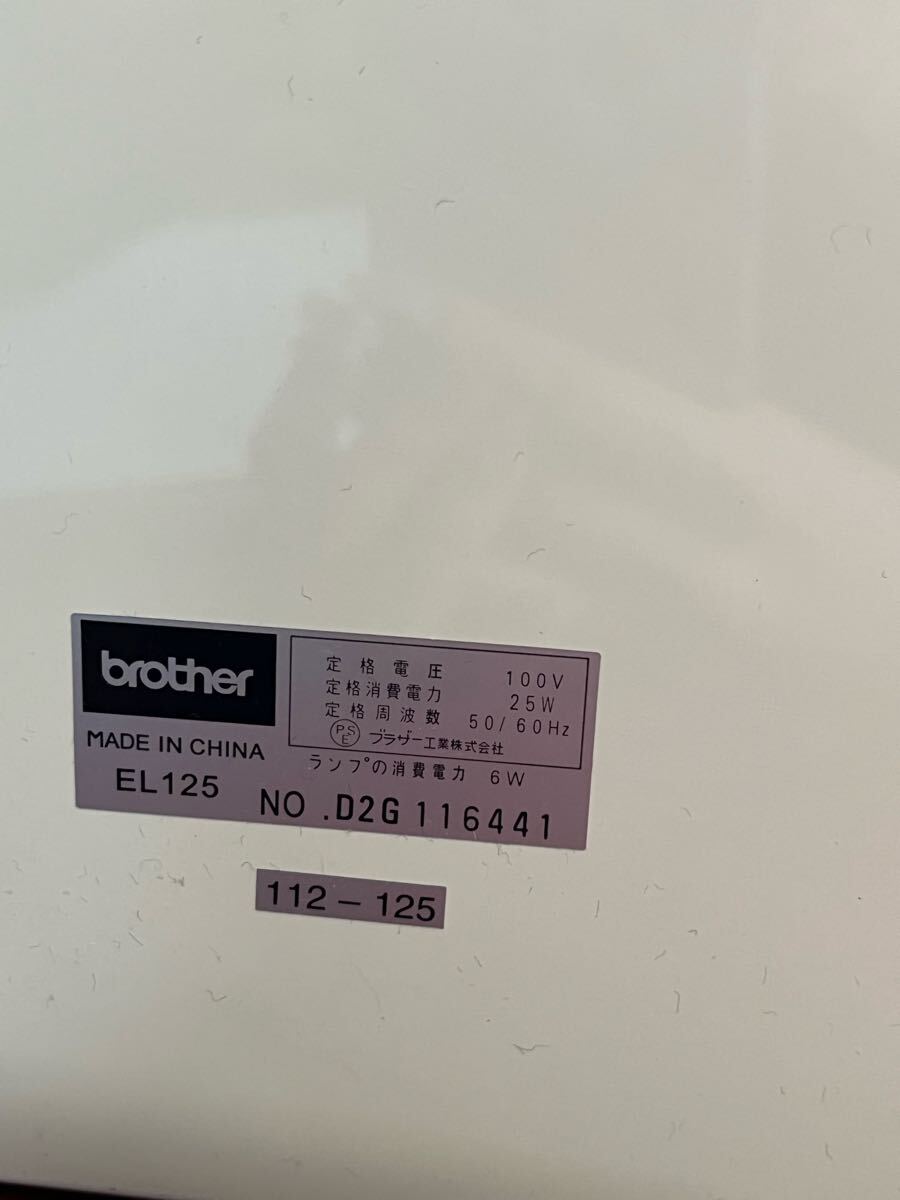 brother
MADE IN CHINA
EL125
定格電圧 100V
定格消費電力 25W
定格周波数 50/60Hz
PSE ブラザー工業株式会社
ランプの消費電力 6W
NO.D2G116441
112-125